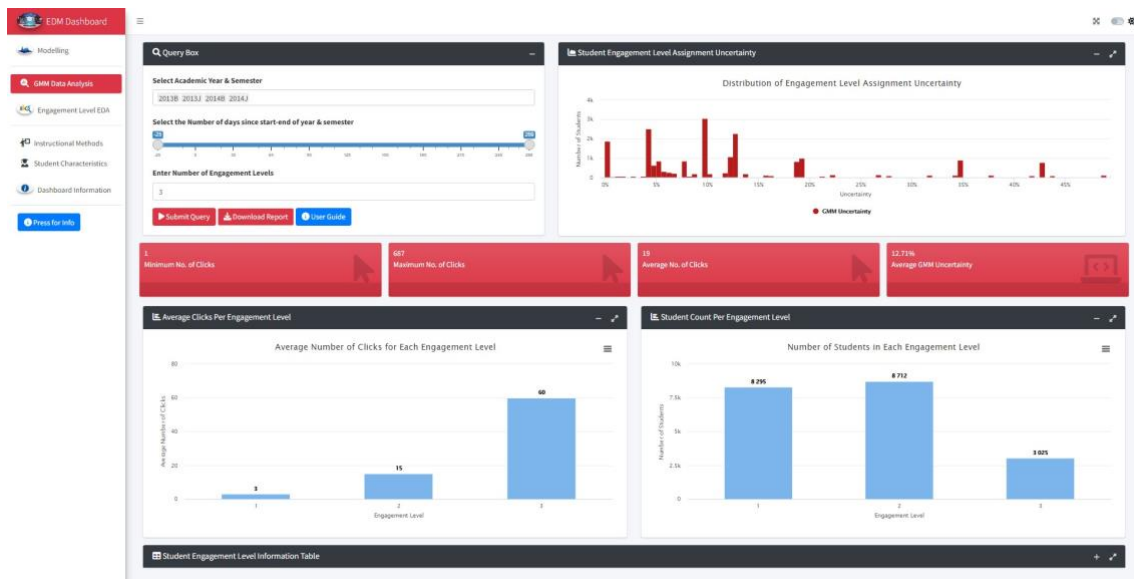 EDM Dashboard
Modelling
GMM Data Analysis
Engagement Level EDA
Instructional Methods
Student Characteristics
Dashboard Information
Press for Info
Query Box
Select Academic Year & Semester
2013B 2013J 2014B 2014J
Select the Number of days since start-end of year & semester
Enter Number of Engagement Levels
3
Submit Query
Download Report
User Guide
Student Engagement Level Assignment Uncertainty
Distribution of Engagement Level Assignment Uncertainty
Number of Students
4k
3k
2k
1k
0
0% 5% 10% 15% 20% 25% 30% 35% 40% 45%
Uncertainty
GMM Uncertainty
1
Minimum No. of Clicks
687
Maximum No. of Clicks
19
Average No. of Clicks
12.71%
Average GMM Uncertainty
Average Clicks Per Engagement Level
Average Number of Clicks for Each Engagement Level
Average Number of Clicks
80
60
40
20
0
3
15
60
1 2 3
Engagement Level
Student Count Per Engagement Level
Number of Students in Each Engagement Level
Number of Students
10k
7.5k
5k
2.5k
0
8 295
8 712
3 025
1 2 3
Engagement Level
Student Engagement Level Information Table